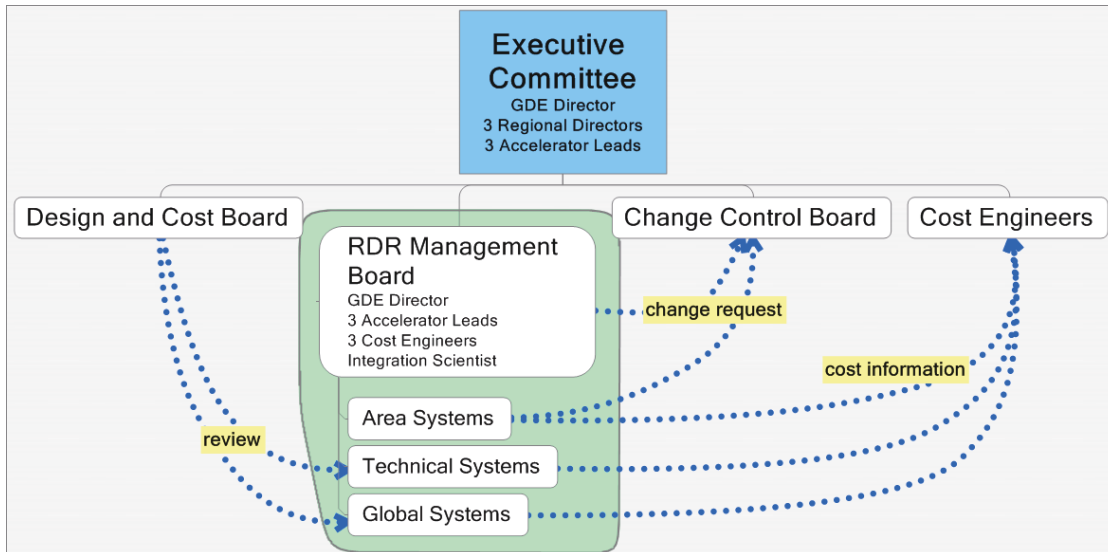 Executive
Committee
GDE Director
3 Regional Directors
3 Accelerator Leads
Design and Cost Board
Change Control Board
Cost Engineers
RDR Management
Board
GDE Director
3 Accelerator Leads
3 Cost Engineers
Integration Scientist
change request
cost information
Area Systems
review
Technical Systems
Global Systems